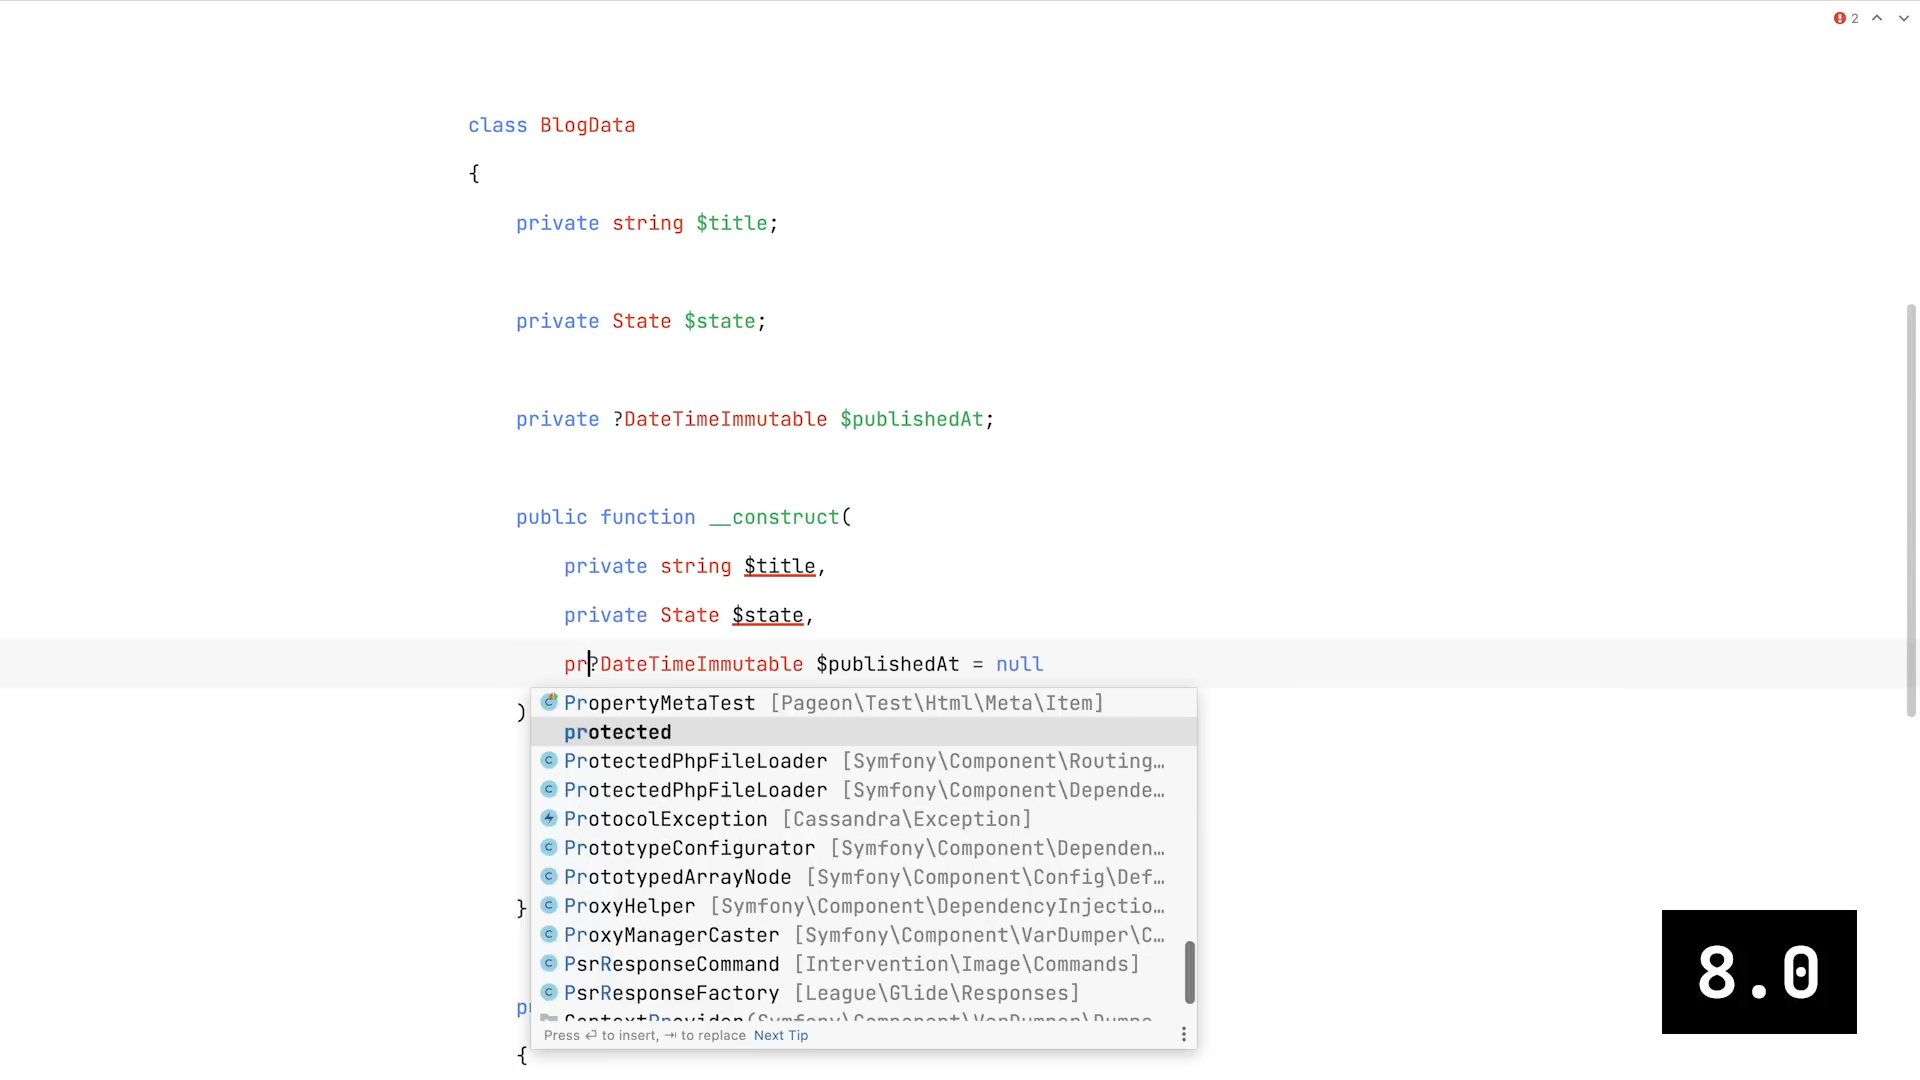 2
class BlogData
{
private string $title;
private State $state;
private ?DateTimeImmutable $publishedAt;
public function __construct(
private string $title,
private State $state,
pr?DateTimeImmutable $publishedAt = null
)
PropertyMetaTest [Pageon\Test\Html\Meta\Item]
protected
ProtectedPhpFileLoader [Symfony\Component\Routing…
ProtectedPhpFileLoader [Symfony\Component\Depende…
ProtocolException [Cassandra\Exception]
PrototypeConfigurator [Symfony\Component\Dependen…
PrototypedArrayNode [Symfony\Component\Config\Def…
}
ProxyHelper [Symfony\Component\DependencyInjectio…
ProxyManagerCaster [Symfony\Component\VarDumper\C…
PsrResponseCommand [Intervention\Image\Commands]
PsrResponseFactory [League\Glide\Responses]
p
Press ↵ to insert, ⇥ to replace Next Tip
{
8.0